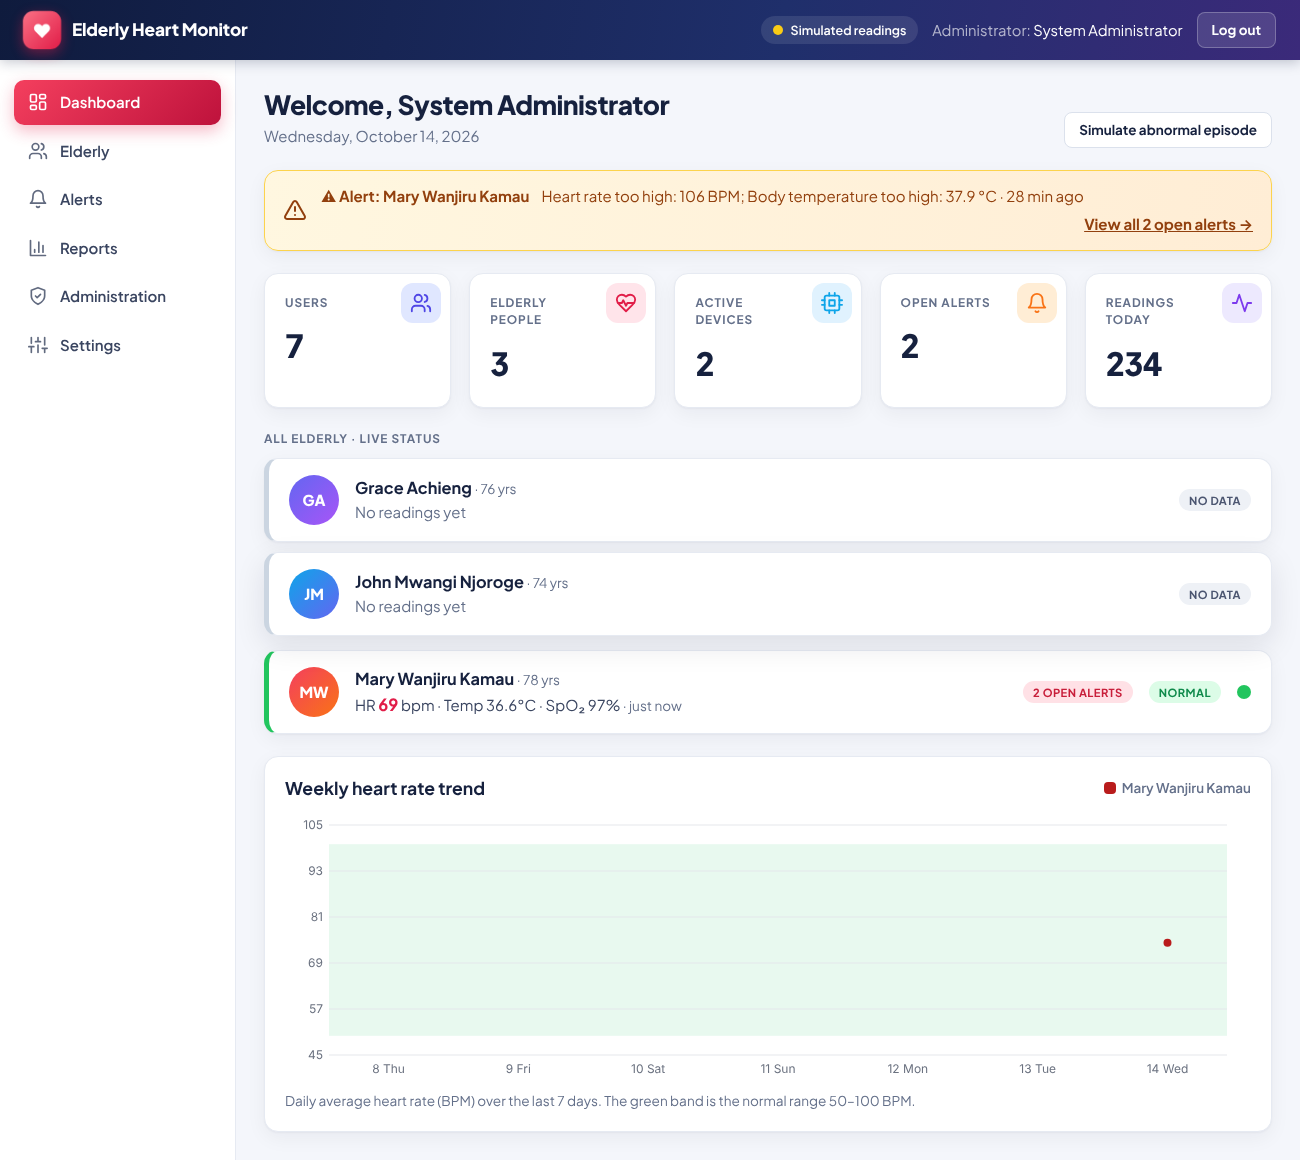 Elderly Heart Monitor
Simulated readings
Administrator: System Administrator
Log out
Dashboard
Elderly
Alerts
Reports
Administration
Settings
Welcome, System Administrator
Wednesday, October 14, 2026
Simulate abnormal episode
⚠ Alert: Mary Wanjiru Kamau Heart rate too high: 106 BPM; Body temperature too high: 37.9 °C · 28 min ago
View all 2 open alerts →
USERS
7
ELDERLY
PEOPLE
3
ACTIVE
DEVICES
2
OPEN ALERTS
2
READINGS
TODAY
234
ALL ELDERLY · LIVE STATUS
GA
Grace Achieng · 76 yrs
No readings yet
NO DATA
JM
John Mwangi Njoroge · 74 yrs
No readings yet
NO DATA
MW
Mary Wanjiru Kamau · 78 yrs
HR 69 bpm · Temp 36.6°C · SpO₂ 97% · just now
2 OPEN ALERTS
NORMAL
Weekly heart rate trend
Mary Wanjiru Kamau
105
93
81
69
57
45
8 Thu
9 Fri
10 Sat
11 Sun
12 Mon
13 Tue
14 Wed
Daily average heart rate (BPM) over the last 7 days. The green band is the normal range 50–100 BPM.